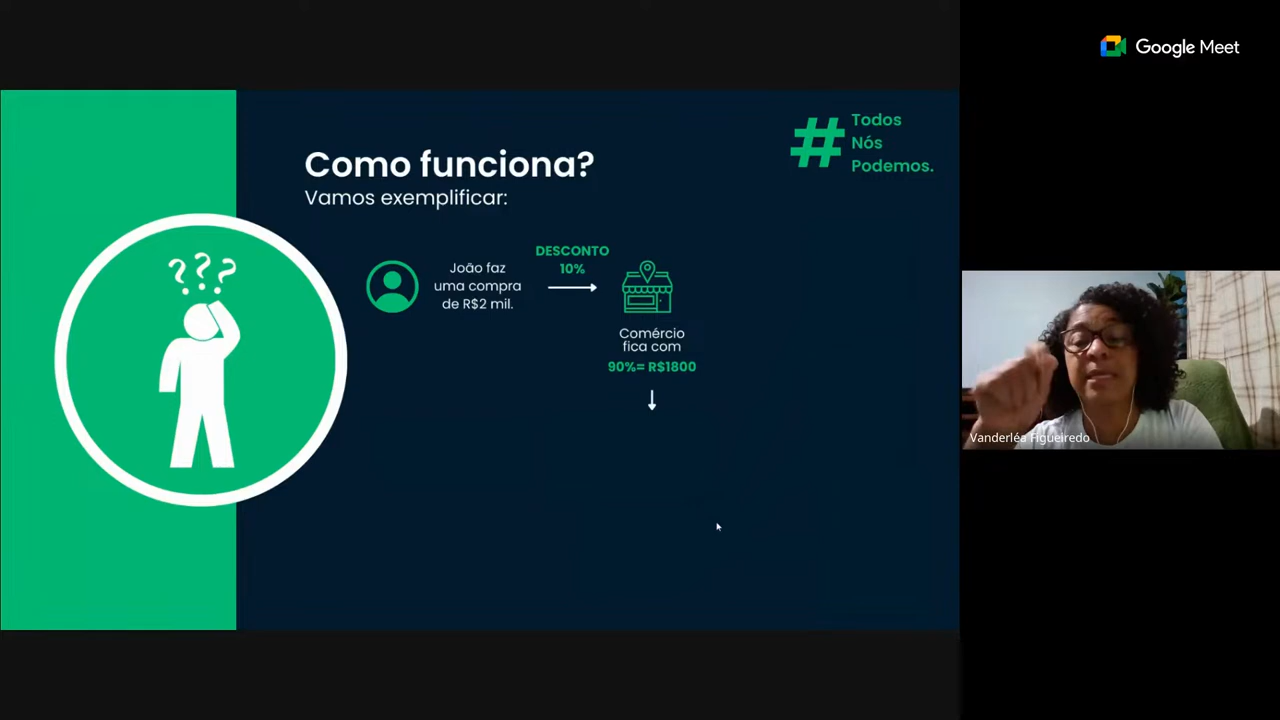 Google Meet
# Todos
Nós
Podemos.
Como funciona?
Vamos exemplificar:
???
João faz
uma compra
de R$2 mil.
DESCONTO
10%
Comércio
fica com
90%= R$1800
Vanderléa Figueiredo